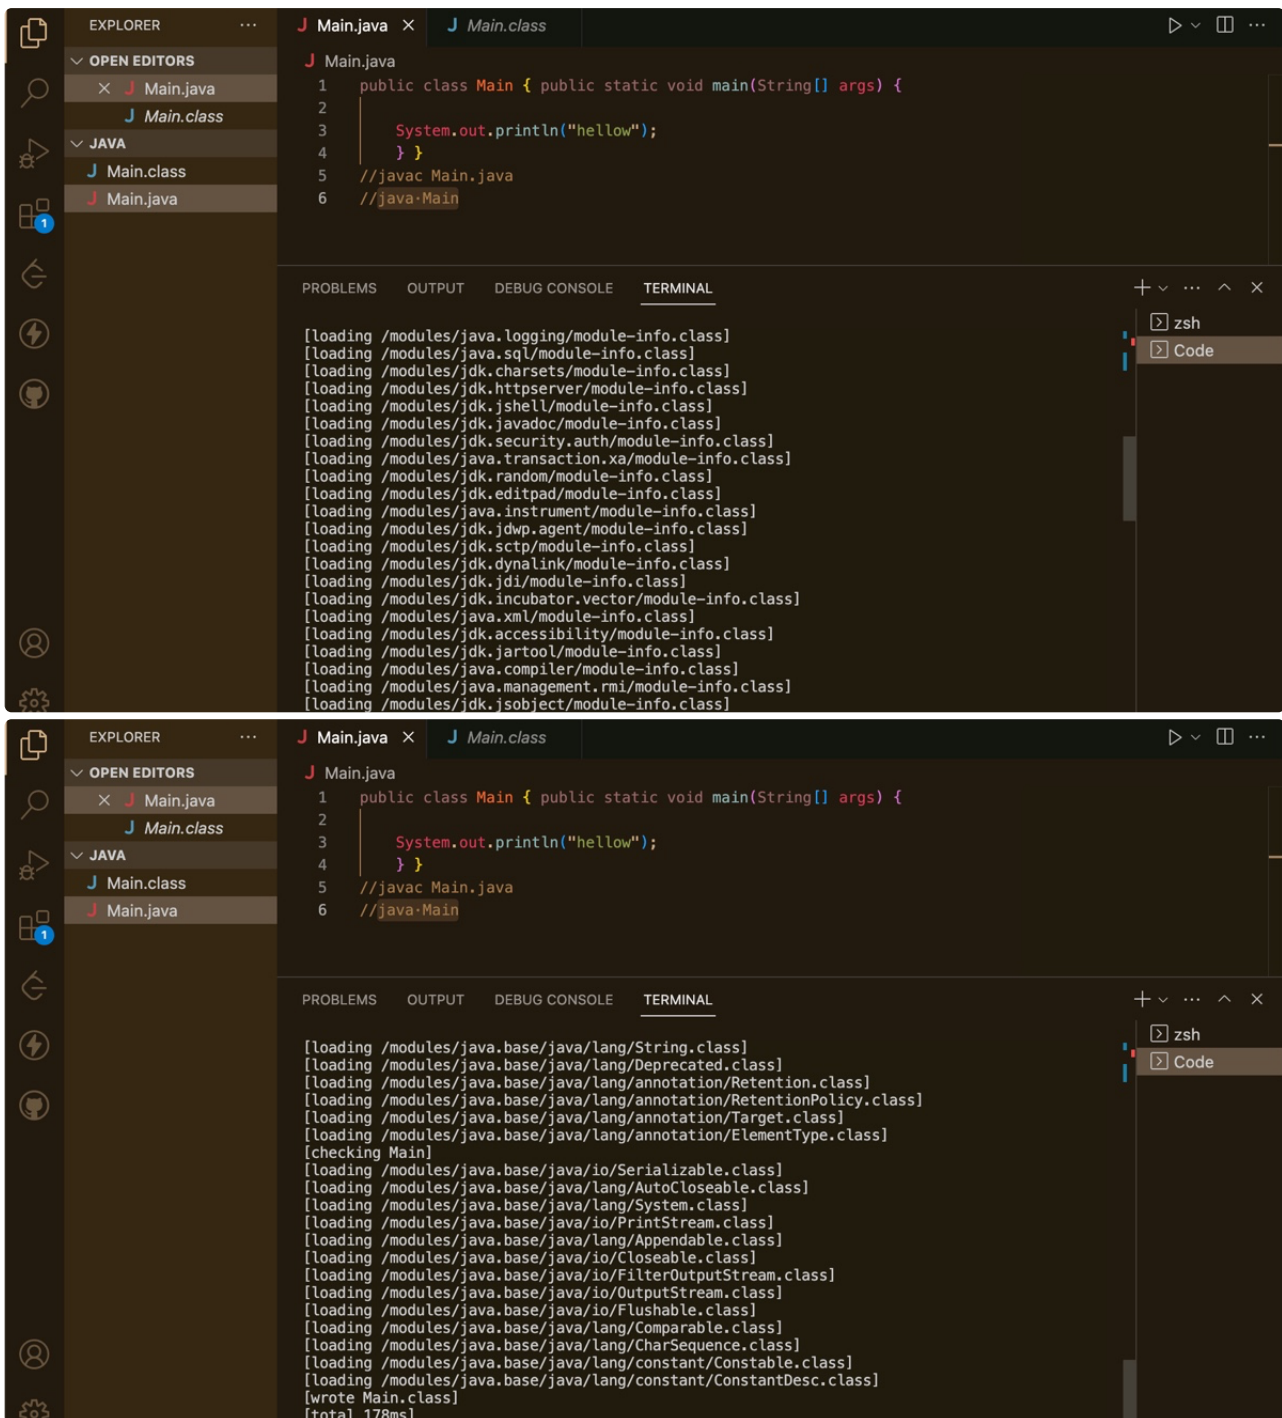 EXPLORER ···
Main.java
Main.class
OPEN EDITORS
Main.java
Main.class
JAVA
Main.class
Main.java
1
Main.java
1 public class Main { public static void main(String[] args) {
2
3 System.out.println("hellow");
4 } }
5 //javac Main.java
6 //java·Main
PROBLEMS OUTPUT DEBUG CONSOLE TERMINAL
zsh
Code
[loading /modules/java.logging/module-info.class]
[loading /modules/java.sql/module-info.class]
[loading /modules/jdk.charsets/module-info.class]
[loading /modules/jdk.httpserver/module-info.class]
[loading /modules/jdk.jshell/module-info.class]
[loading /modules/jdk.javadoc/module-info.class]
[loading /modules/jdk.security.auth/module-info.class]
[loading /modules/java.transaction.xa/module-info.class]
[loading /modules/jdk.random/module-info.class]
[loading /modules/jdk.editpad/module-info.class]
[loading /modules/java.instrument/module-info.class]
[loading /modules/jdk.jdwp.agent/module-info.class]
[loading /modules/jdk.sctp/module-info.class]
[loading /modules/jdk.dynalink/module-info.class]
[loading /modules/jdk.jdi/module-info.class]
[loading /modules/jdk.incubator.vector/module-info.class]
[loading /modules/java.xml/module-info.class]
[loading /modules/jdk.accessibility/module-info.class]
[loading /modules/jdk.jartool/module-info.class]
[loading /modules/java.compiler/module-info.class]
[loading /modules/java.management.rmi/module-info.class]
[loading /modules/jdk.jsobject/module-info.class]
EXPLORER ···
Main.java
Main.class
OPEN EDITORS
Main.java
Main.class
JAVA
Main.class
Main.java
1
Main.java
1 public class Main { public static void main(String[] args) {
2
3 System.out.println("hellow");
4 } }
5 //javac Main.java
6 //java·Main
PROBLEMS OUTPUT DEBUG CONSOLE TERMINAL
zsh
Code
[loading /modules/java.base/java/lang/String.class]
[loading /modules/java.base/java/lang/Deprecated.class]
[loading /modules/java.base/java/lang/annotation/Retention.class]
[loading /modules/java.base/java/lang/annotation/RetentionPolicy.class]
[loading /modules/java.base/java/lang/annotation/Target.class]
[loading /modules/java.base/java/lang/annotation/ElementType.class]
[checking Main]
[loading /modules/java.base/java/io/Serializable.class]
[loading /modules/java.base/java/lang/AutoCloseable.class]
[loading /modules/java.base/java/lang/System.class]
[loading /modules/java.base/java/io/PrintStream.class]
[loading /modules/java.base/java/lang/Appendable.class]
[loading /modules/java.base/java/io/Closeable.class]
[loading /modules/java.base/java/io/FilterOutputStream.class]
[loading /modules/java.base/java/io/OutputStream.class]
[loading /modules/java.base/java/io/Flushable.class]
[loading /modules/java.base/java/lang/Comparable.class]
[loading /modules/java.base/java/lang/CharSequence.class]
[loading /modules/java.base/java/lang/constant/Constable.class]
[loading /modules/java.base/java/lang/constant/ConstantDesc.class]
[wrote Main.class]
[total 178ms]